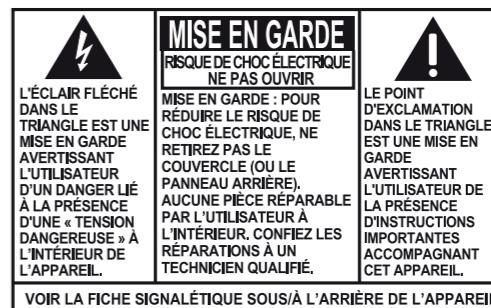 L'ÉCLAIR FLÉCHÉ
DANS LE
TRIANGLE EST UNE
MISE EN GARDE
AVERTISSANT
L'UTILISATEUR
D'UN DANGER LIÉ
À LA PRÉSENCE
D'UNE « TENSION
DANGEREUSE » À
L'INTÉRIEUR DE
L'APPAREIL.
MISE EN GARDE
RISQUE DE CHOC ÉLECTRIQUE
NE PAS OUVRIR
MISE EN GARDE : POUR
RÉDUIRE LE RISQUE DE
CHOC ÉLECTRIQUE, NE
RETIREZ PAS LE
COUVERCLE (OU LE
PANNEAU ARRIÈRE).
AUCUNE PIÈCE RÉPARABLE
PAR L'UTILISATEUR À
L'INTÉRIEUR. CONFIEZ LES
RÉPARATIONS À UN
TECHNICIEN QUALIFIÉ.
LE POINT
D'EXCLAMATION
DANS LE TRIANGLE
EST UNE MISE EN
GARDE
AVERTISSANT
L'UTILISATEUR DE
LA PRÉSENCE
D'INSTRUCTIONS
IMPORTANTES
ACCOMPAGNANT
CET APPAREIL.
VOIR LA FICHE SIGNALÉTIQUE SOUS/À L'ARRIÈRE DE L'APPAREIL